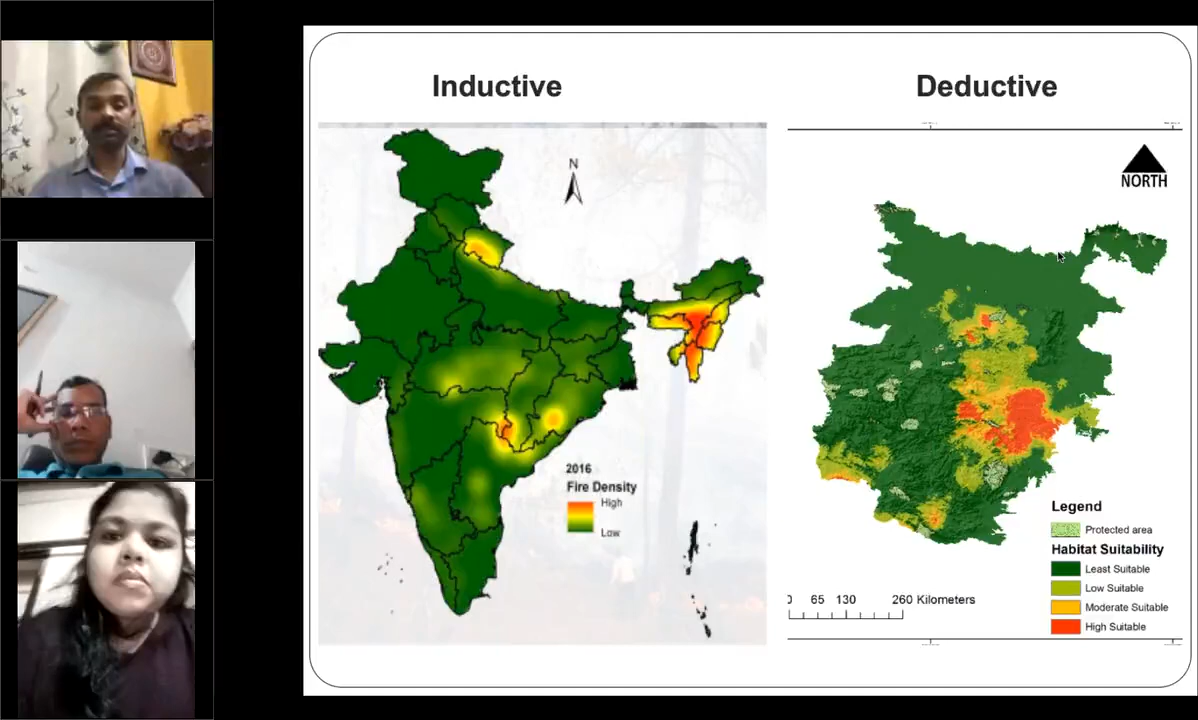 Inductive
Deductive
N
NORTH
2016
Fire Density
High
Low
Legend
Protected area
Habitat Suitability
Least Suitable
Low Suitable
Moderate Suitable
High Suitable
0 65 130 260 Kilometers